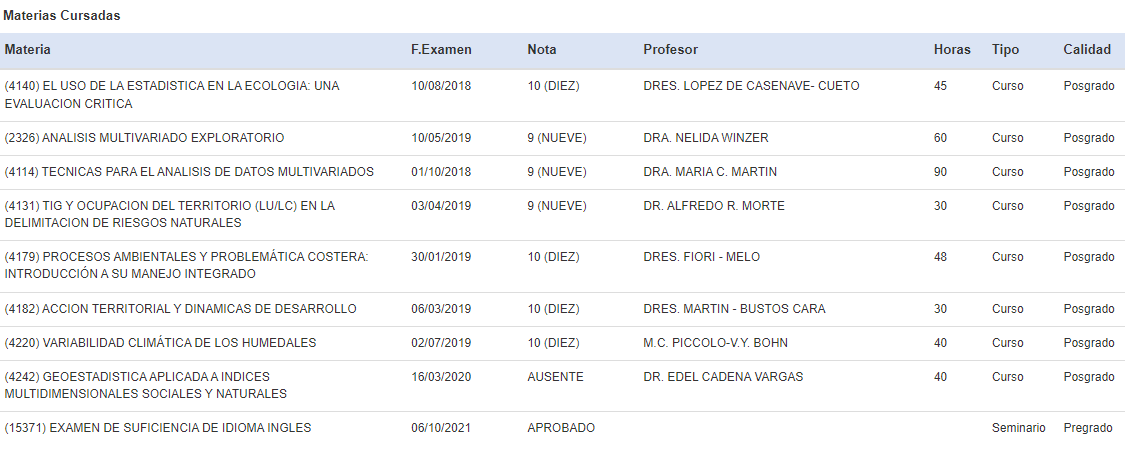 Materias Cursadas
Materia F.Examen Nota Profesor Horas Tipo Calidad
(4140) EL USO DE LA ESTADISTICA EN LA ECOLOGIA: UNA 10/08/2018 10 (DIEZ) DRES. LOPEZ DE CASENAVE- CUETO 45 Curso Posgrado
EVALUACION CRITICA
(2326) ANALISIS MULTIVARIADO EXPLORATORIO 10/05/2019 9 (NUEVE) DRA. NELIDA WINZER 60 Curso Posgrado
(4114) TECNICAS PARA EL ANALISIS DE DATOS MULTIVARIADOS 01/10/2018 9 (NUEVE) DRA. MARIA C. MARTIN 90 Curso Posgrado
(4131) TIG Y OCUPACION DEL TERRITORIO (LU/LC) EN LA 03/04/2019 9 (NUEVE) DR. ALFREDO R. MORTE 30 Curso Posgrado
DELIMITACION DE RIESGOS NATURALES
(4179) PROCESOS AMBIENTALES Y PROBLEMÁTICA COSTERA: 30/01/2019 10 (DIEZ) DRES. FIORI - MELO 48 Curso Posgrado
INTRODUCCIÓN A SU MANEJO INTEGRADO
(4182) ACCION TERRITORIAL Y DINAMICAS DE DESARROLLO 06/03/2019 10 (DIEZ) DRES. MARTIN - BUSTOS CARA 30 Curso Posgrado
(4220) VARIABILIDAD CLIMÁTICA DE LOS HUMEDALES 02/07/2019 10 (DIEZ) M.C. PICCOLO-V.Y. BOHN 40 Curso Posgrado
(4242) GEOESTADISTICA APLICADA A INDICES 16/03/2020 AUSENTE DR. EDEL CADENA VARGAS 40 Curso Posgrado
MULTIDIMENSIONALES SOCIALES Y NATURALES
(15371) EXAMEN DE SUFICIENCIA DE IDIOMA INGLES 06/10/2021 APROBADO Seminario Pregrado